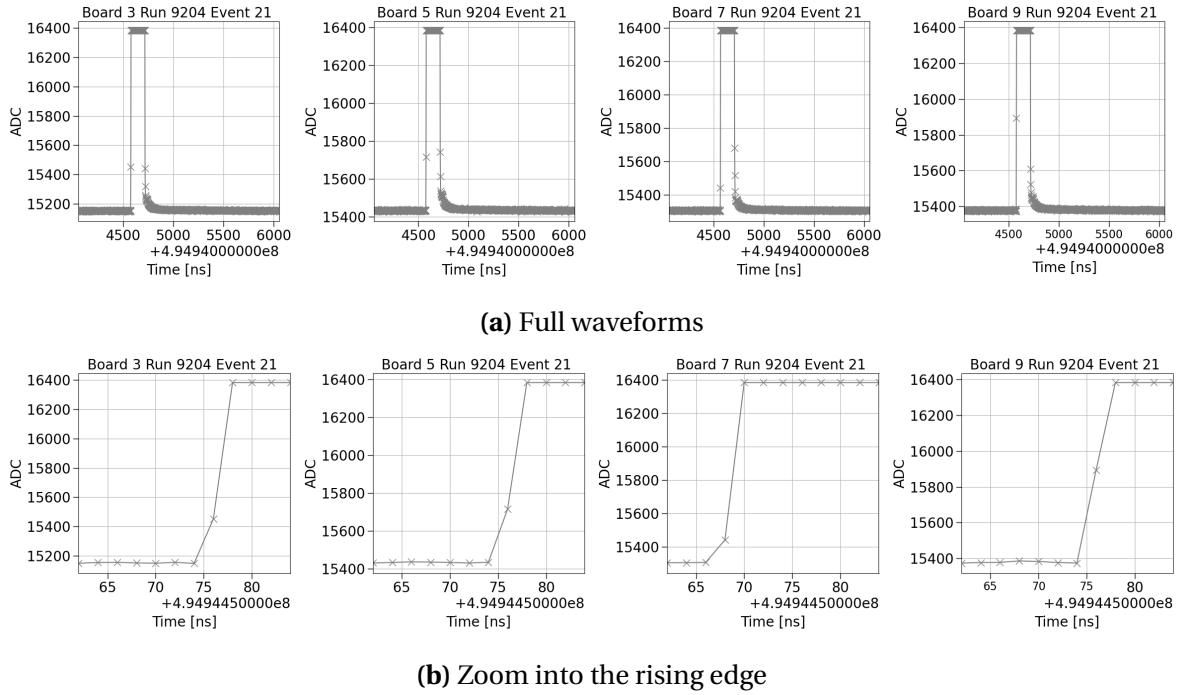 Board 3 Run 9204 Event 21
Board 5 Run 9204 Event 21
Board 7 Run 9204 Event 21
Board 9 Run 9204 Event 21
16400
16200
16000
15800
15600
15400
15200
ADC
4500 5000 5500 6000
+4.9494000000e8
Time [ns]
16400
16200
16000
15800
15600
15400
ADC
4500 5000 5500 6000
+4.9494000000e8
Time [ns]
16400
16200
16000
15800
15600
15400
ADC
4500 5000 5500 6000
+4.9494000000e8
Time [ns]
16400
16200
16000
15800
15600
15400
ADC
4500 5000 5500 6000
+4.9494000000e8
Time [ns]
(a) Full waveforms
Board 3 Run 9204 Event 21
Board 5 Run 9204 Event 21
Board 7 Run 9204 Event 21
Board 9 Run 9204 Event 21
16400
16200
16000
15800
15600
15400
15200
ADC
65 70 75 80
+4.9494450000e8
Time [ns]
16400
16200
16000
15800
15600
15400
ADC
65 70 75 80
+4.9494450000e8
Time [ns]
16400
16200
16000
15800
15600
15400
ADC
65 70 75 80
+4.9494450000e8
Time [ns]
16400
16200
16000
15800
15600
15400
ADC
65 70 75 80
+4.9494450000e8
Time [ns]
(b) Zoom into the rising edge